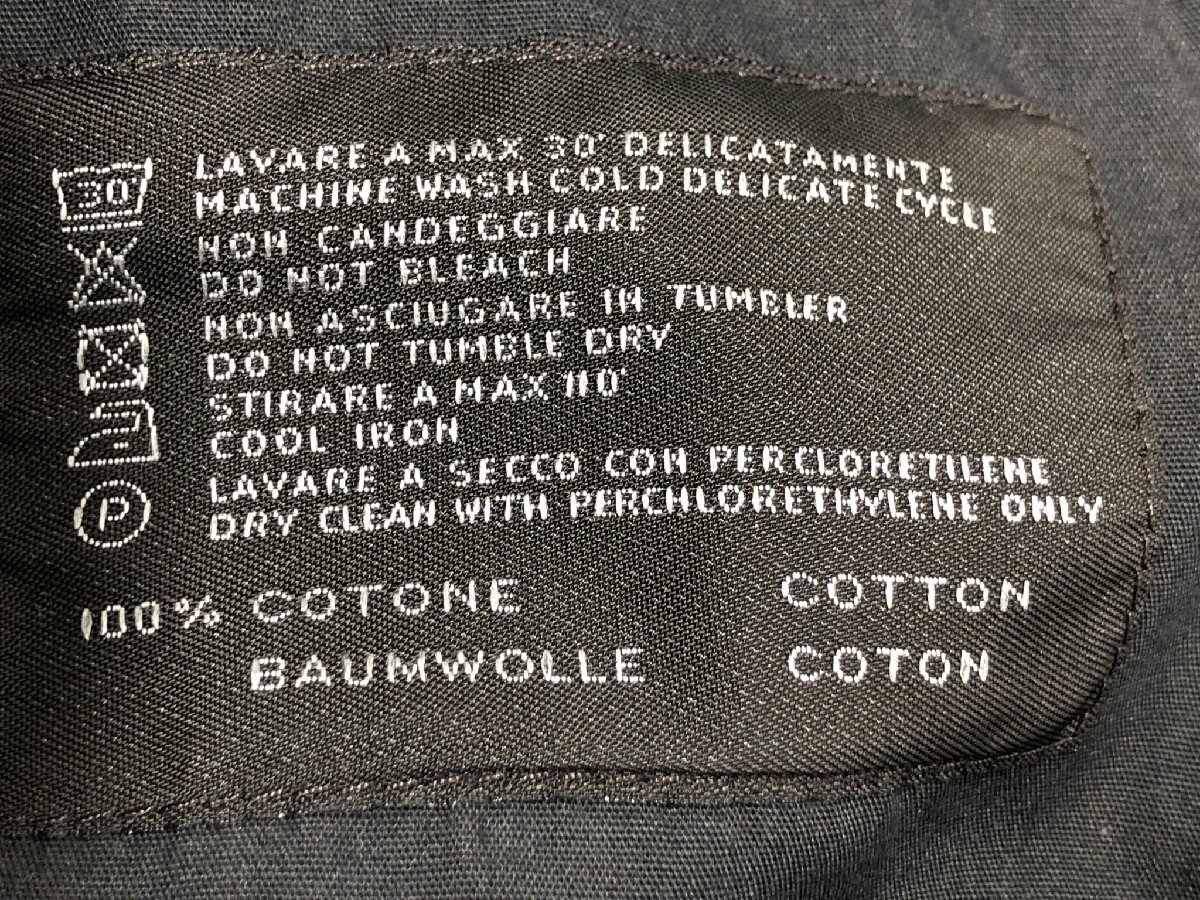 30
LAVARE A MAX 30° DELICATAMENTE
MACHINE WASH COLD DELICATE CYCLE
NON CANDEGGIARE
DO NOT BLEACH
NON ASCIUGARE IN TUMBLER
DO NOT TUMBLE DRY
STIRARE A MAX 110°
COOL IRON
P
LAVARE A SECCO CON PERCLORETILENE
DRY CLEAN WITH PERCHLORETHYLENE ONLY
100% COTONE COTTON
BAUMWOLLE COTON